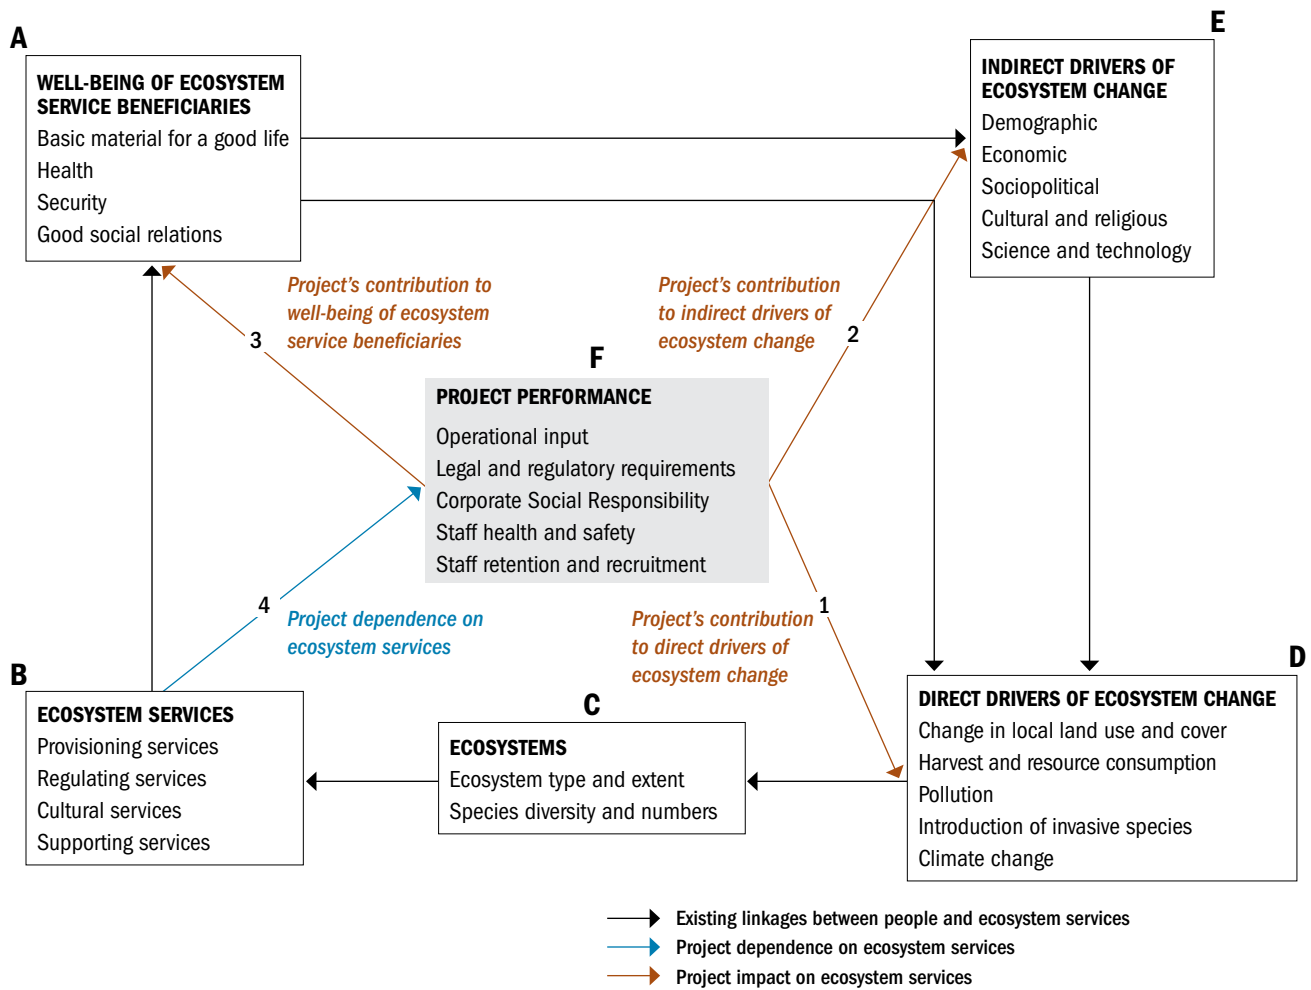 A
WELL-BEING OF ECOSYSTEM
SERVICE BENEFICIARIES
Basic material for a good life
Health
Security
Good social relations
E
INDIRECT DRIVERS OF
ECOSYSTEM CHANGE
Demographic
Economic
Sociopolitical
Cultural and religious
Science and technology
3
Project’s contribution to
well-being of ecosystem
service beneficiaries
Project’s contribution
to indirect drivers of
ecosystem change
2
F
PROJECT PERFORMANCE
Operational input
Legal and regulatory requirements
Corporate Social Responsibility
Staff health and safety
Staff retention and recruitment
4
Project dependence on
ecosystem services
Project’s contribution
to direct drivers of
ecosystem change
1
B
ECOSYSTEM SERVICES
Provisioning services
Regulating services
Cultural services
Supporting services
C
ECOSYSTEMS
Ecosystem type and extent
Species diversity and numbers
D
DIRECT DRIVERS OF ECOSYSTEM CHANGE
Change in local land use and cover
Harvest and resource consumption
Pollution
Introduction of invasive species
Climate change
Existing linkages between people and ecosystem services
Project dependence on ecosystem services
Project impact on ecosystem services